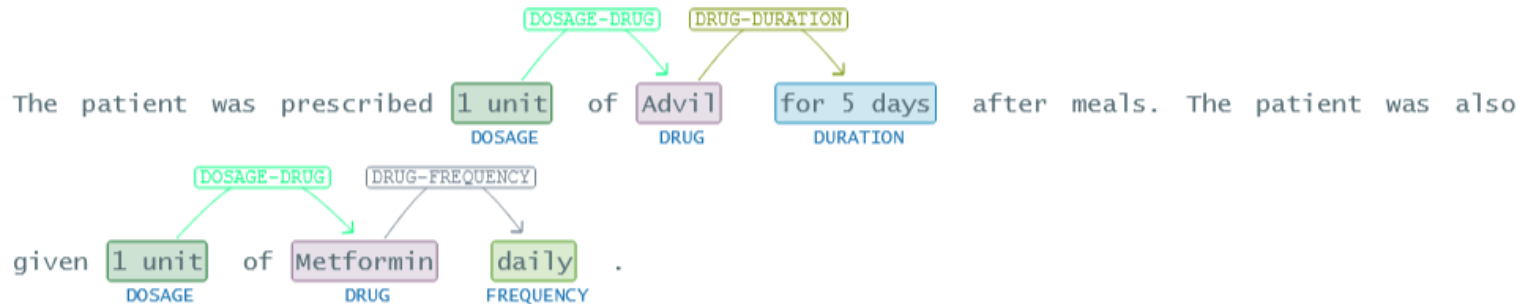 DOSAGE-DRUG DRUG-DURATION
The patient was prescribed 1 unit of Advil for 5 days after meals. The patient was also
DOSAGE DRUG DURATION
DOSAGE-DRUG DRUG-FREQUENCY
given 1 unit of Metformin daily .
DOSAGE DRUG FREQUENCY